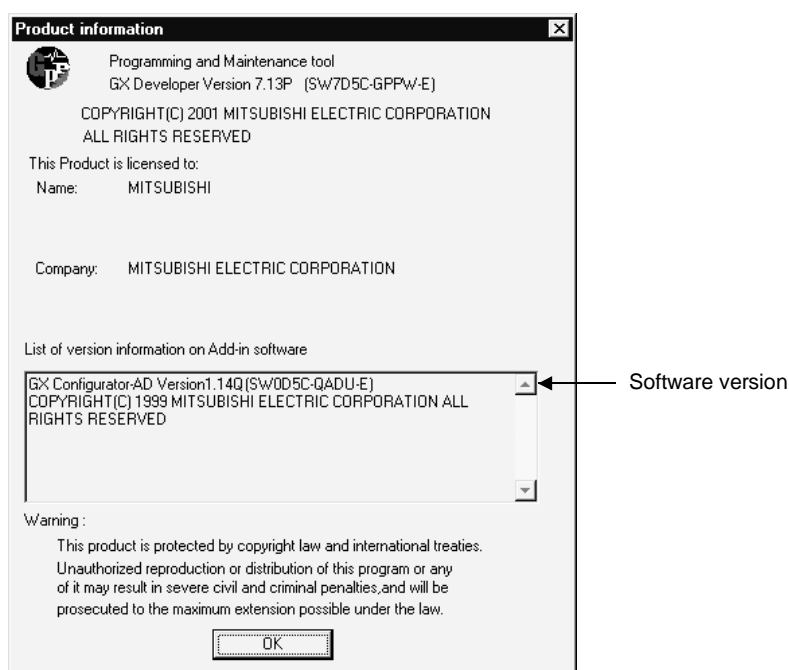 Product information
Programming and Maintenance tool
GX Developer Version 7.13P (SW7D5C-GPPW-E)
COPYRIGHT(C) 2001 MITSUBISHI ELECTRIC CORPORATION
ALL RIGHTS RESERVED
This Product is licensed to:
Name: MITSUBISHI
Company: MITSUBISHI ELECTRIC CORPORATION
List of version information on Add-in software
GX Configurator-AD Version1.14Q(SW0D5C-QADU-E)
COPYRIGHT(C) 1999 MITSUBISHI ELECTRIC CORPORATION ALL
RIGHTS RESERVED
Software version
Warning :
This product is protected by copyright law and international treaties.
Unauthorized reproduction or distribution of this program or any
of it may result in severe civil and criminal penalties,and will be
prosecuted to the maximum extension possible under the law.
OK